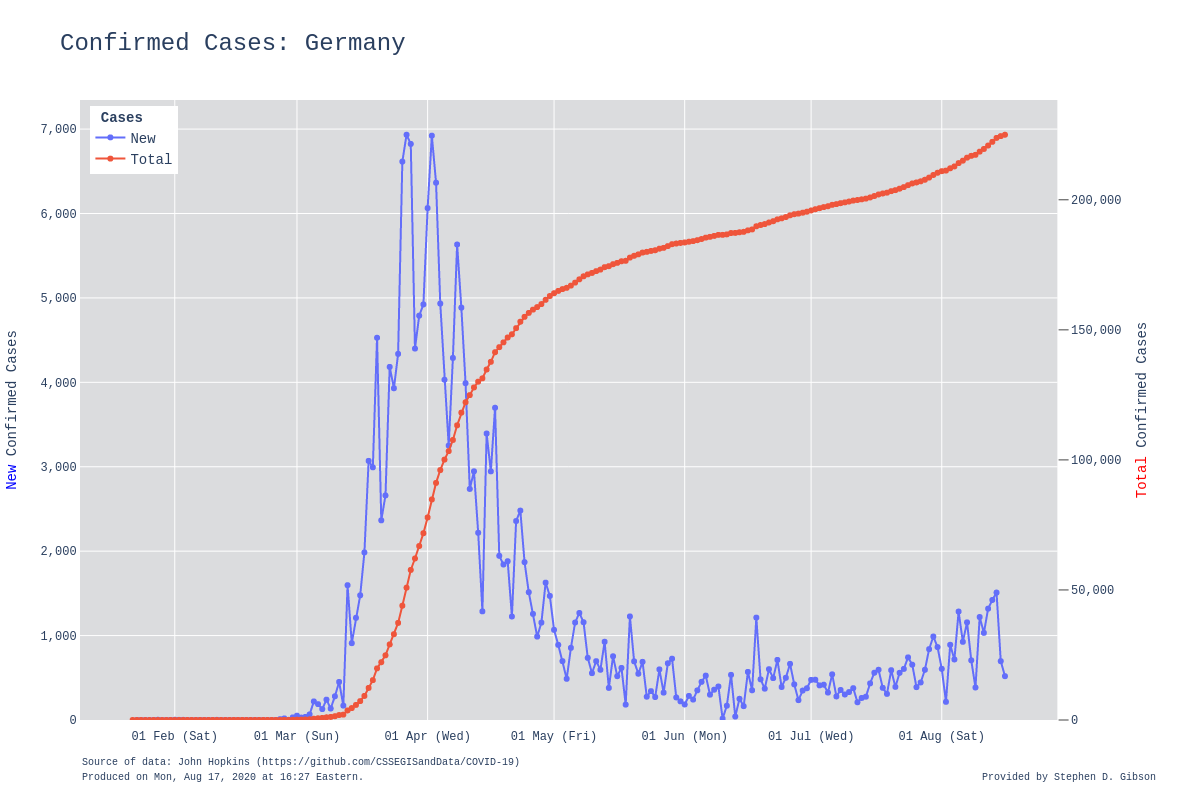 Confirmed Cases: Germany
Cases
New
Total
7,000
6,000
5,000
4,000
3,000
2,000
1,000
0
New Confirmed Cases
200,000
150,000
100,000
50,000
0
Total Confirmed Cases
01 Feb (Sat)
01 Mar (Sun)
01 Apr (Wed)
01 May (Fri)
01 Jun (Mon)
01 Jul (Wed)
01 Aug (Sat)
Source of data: John Hopkins (https://github.com/CSSEGISandData/COVID-19)
Produced on Mon, Aug 17, 2020 at 16:27 Eastern.
Provided by Stephen D. Gibson